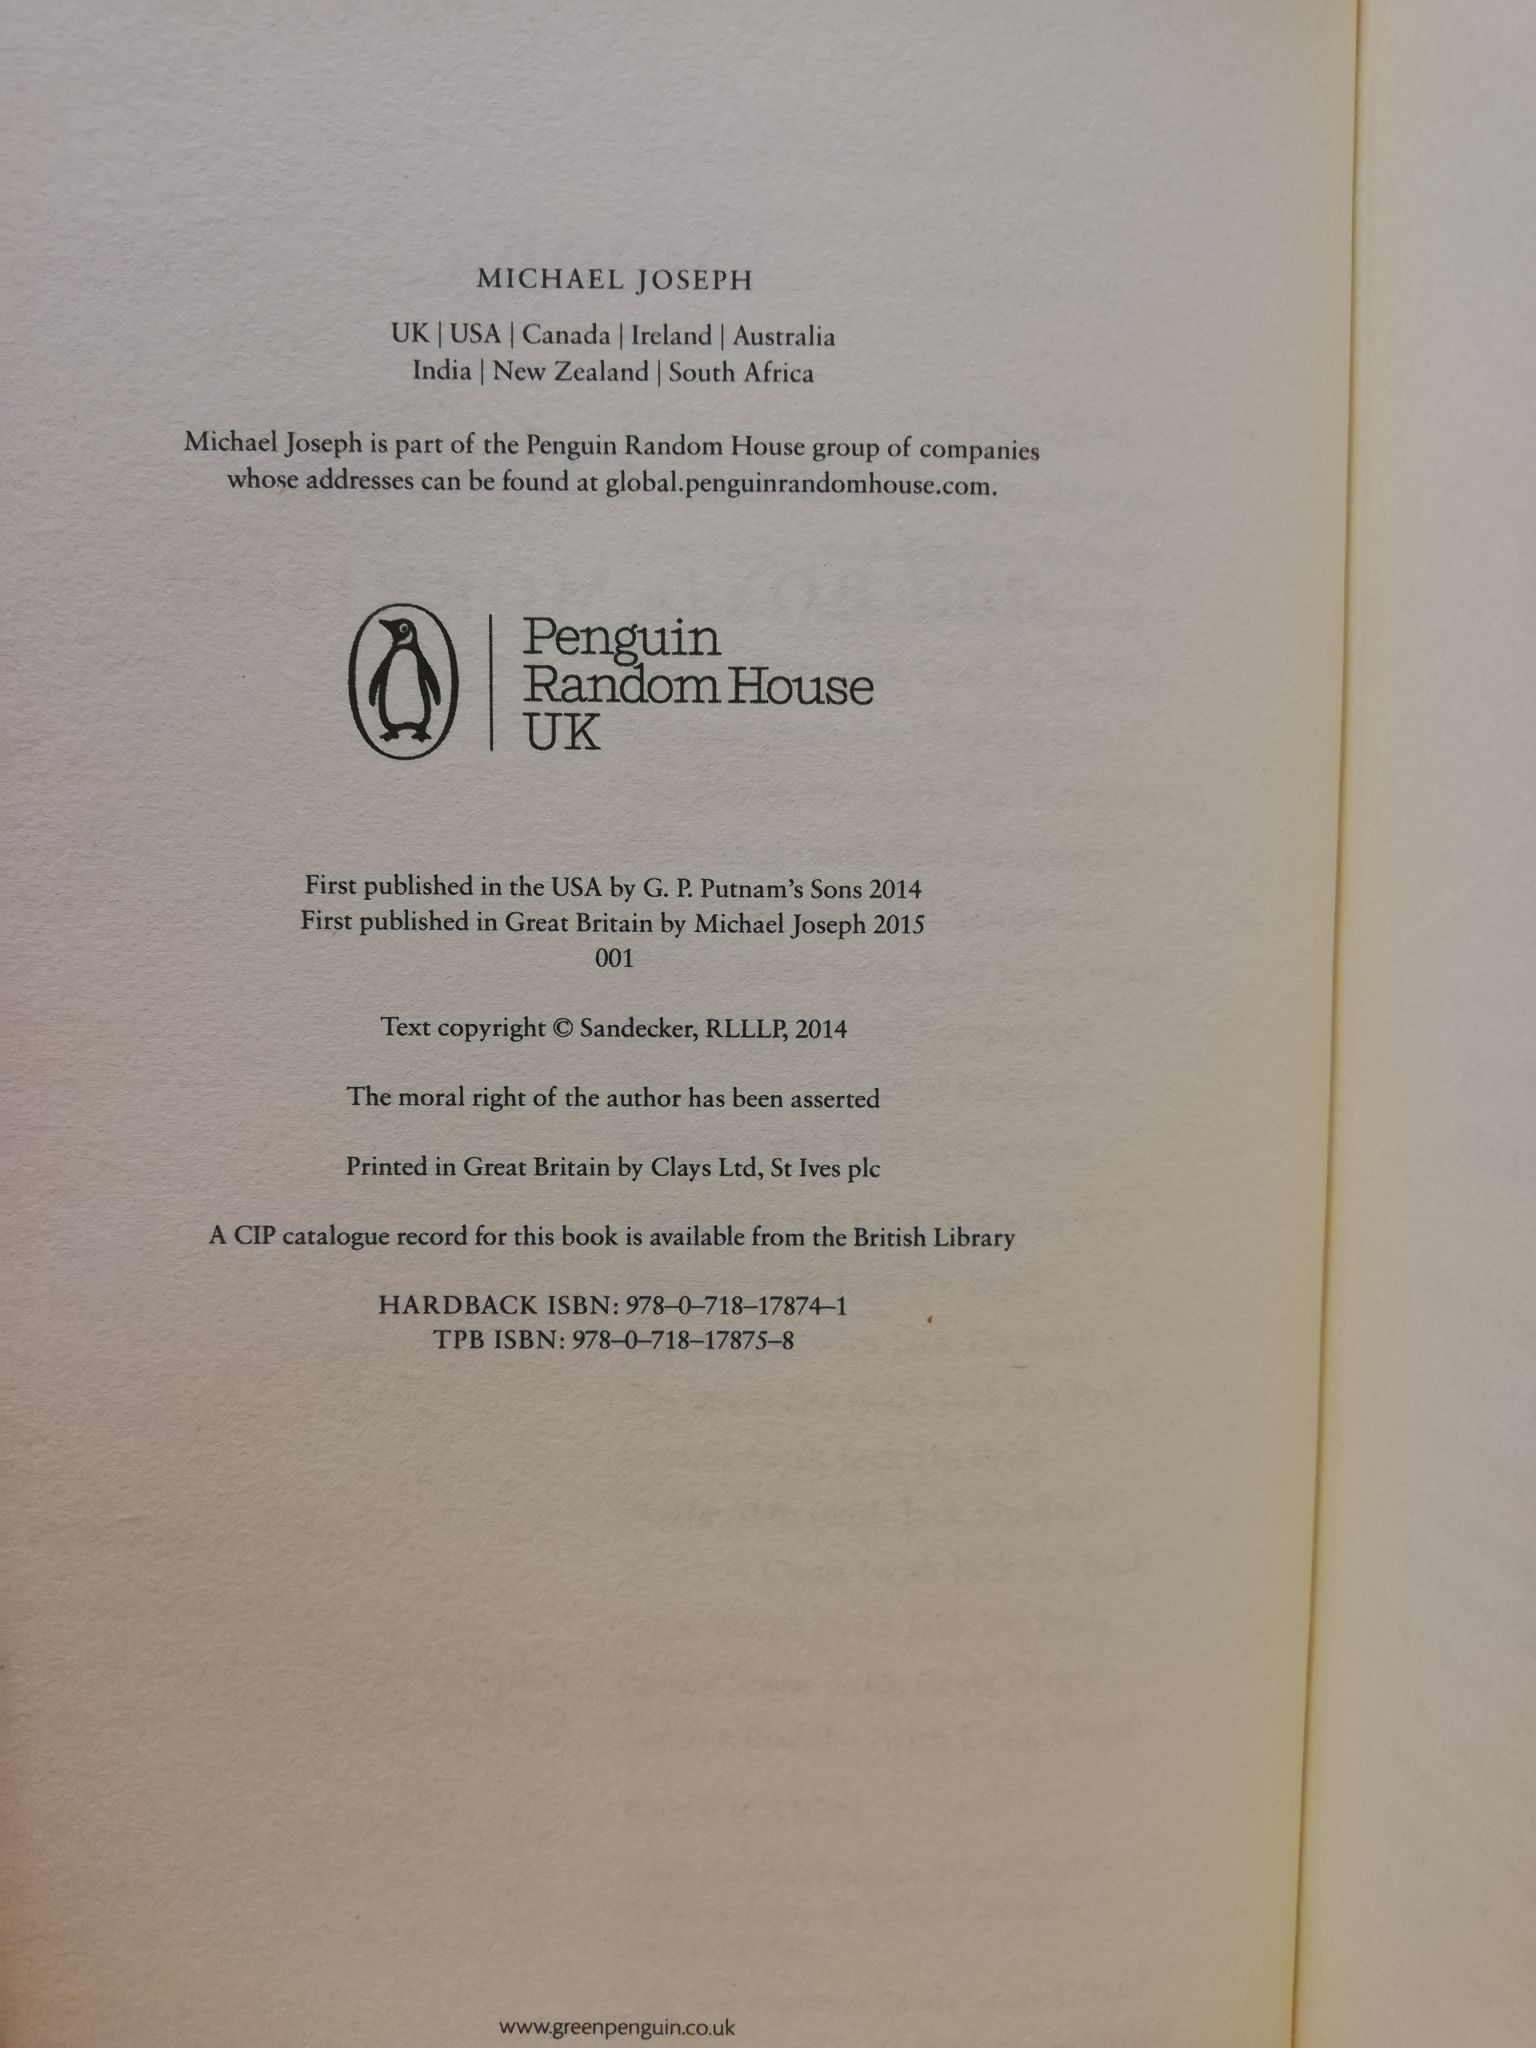 MICHAEL JOSEPH
UK | USA | Canada | Ireland | Australia
India | New Zealand | South Africa
Michael Joseph is part of the Penguin Random House group of companies
whose addresses can be found at global.penguinrandomhouse.com.
Penguin
Random House
UK
First published in the USA by G. P. Putnam’s Sons 2014
First published in Great Britain by Michael Joseph 2015
001
Text copyright © Sandecker, RLLLP, 2014
The moral right of the author has been asserted
Printed in Great Britain by Clays Ltd, St Ives plc
A CIP catalogue record for this book is available from the British Library
HARDBACK ISBN: 978–0–718–17874–1
TPB ISBN: 978–0–718–17875–8
www.greenpenguin.co.uk